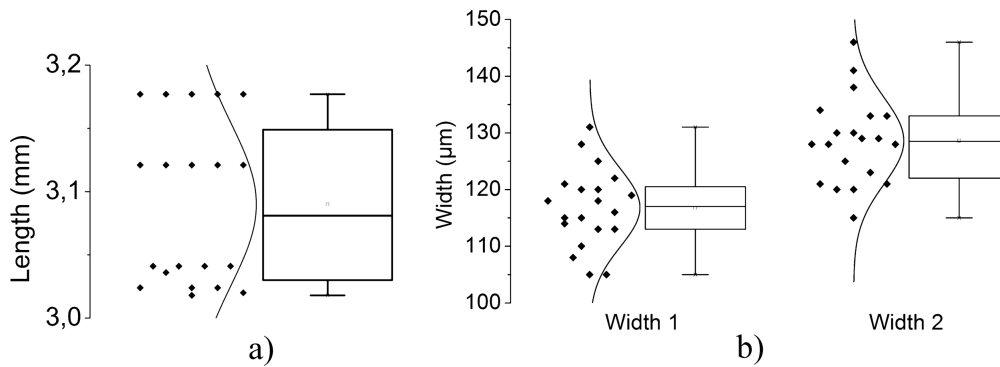 3,2
3,1
3,0
Length (mm)
a)
150
140
130
120
110
100
Width (μm)
Width 1
Width 2
b)